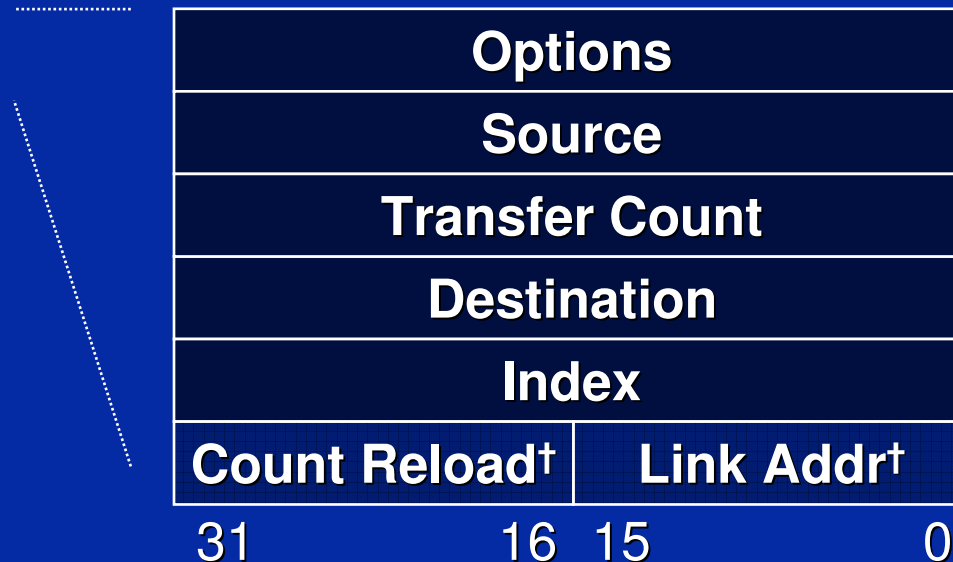 Options
Source
Transfer Count
Destination
Index
Count Reload† Link Addr†
31 16 15 0